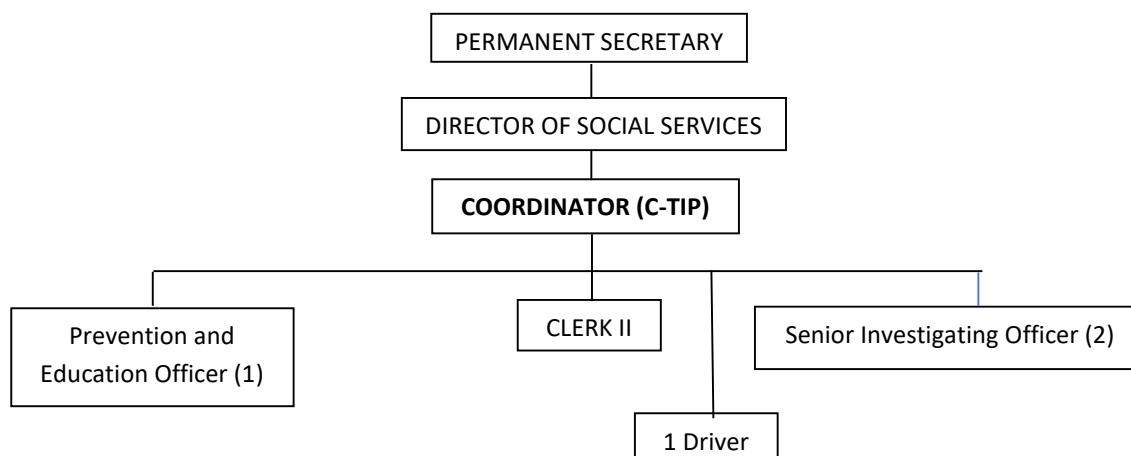 PERMANENT SECRETARY
DIRECTOR OF SOCIAL SERVICES
COORDINATOR (C-TIP)
Prevention and
Education Officer (1)
CLERK II
Senior Investigating Officer (2)
1 Driver